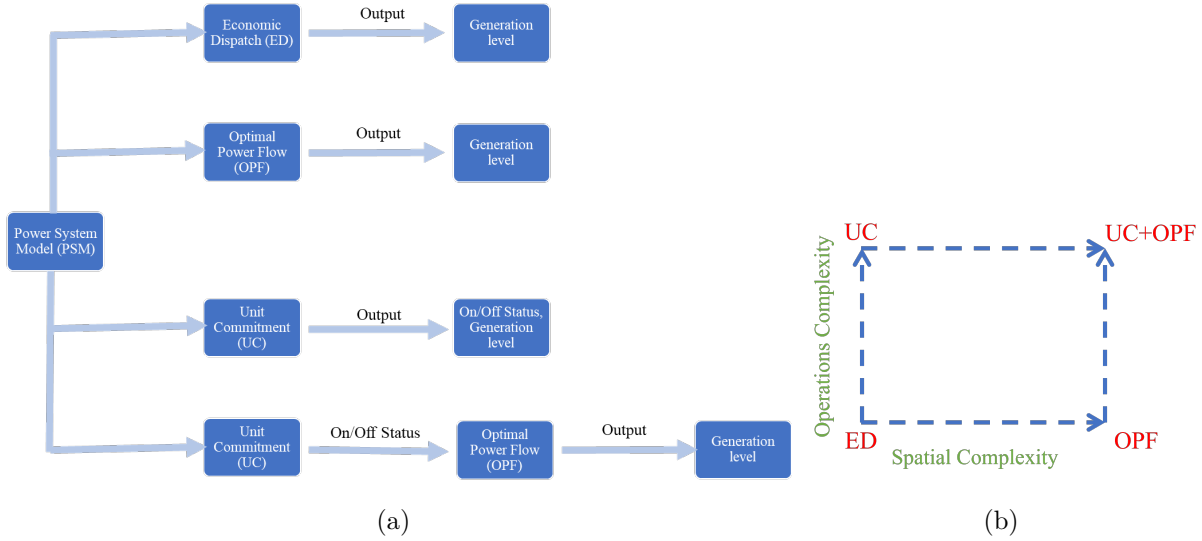 Economic
Dispatch (ED)
Output
Generation
level
Optimal
Power Flow
(OPF)
Output
Generation
level
Power System
Model (PSM)
Unit
Commitment
(UC)
Output
On/Off Status,
Generation
level
Unit
Commitment
(UC)
On/Off Status
Optimal
Power Flow
(OPF)
Output
Generation
level
(a)
UC
UC+OPF
Operations Complexity
ED
OPF
Spatial Complexity
(b)